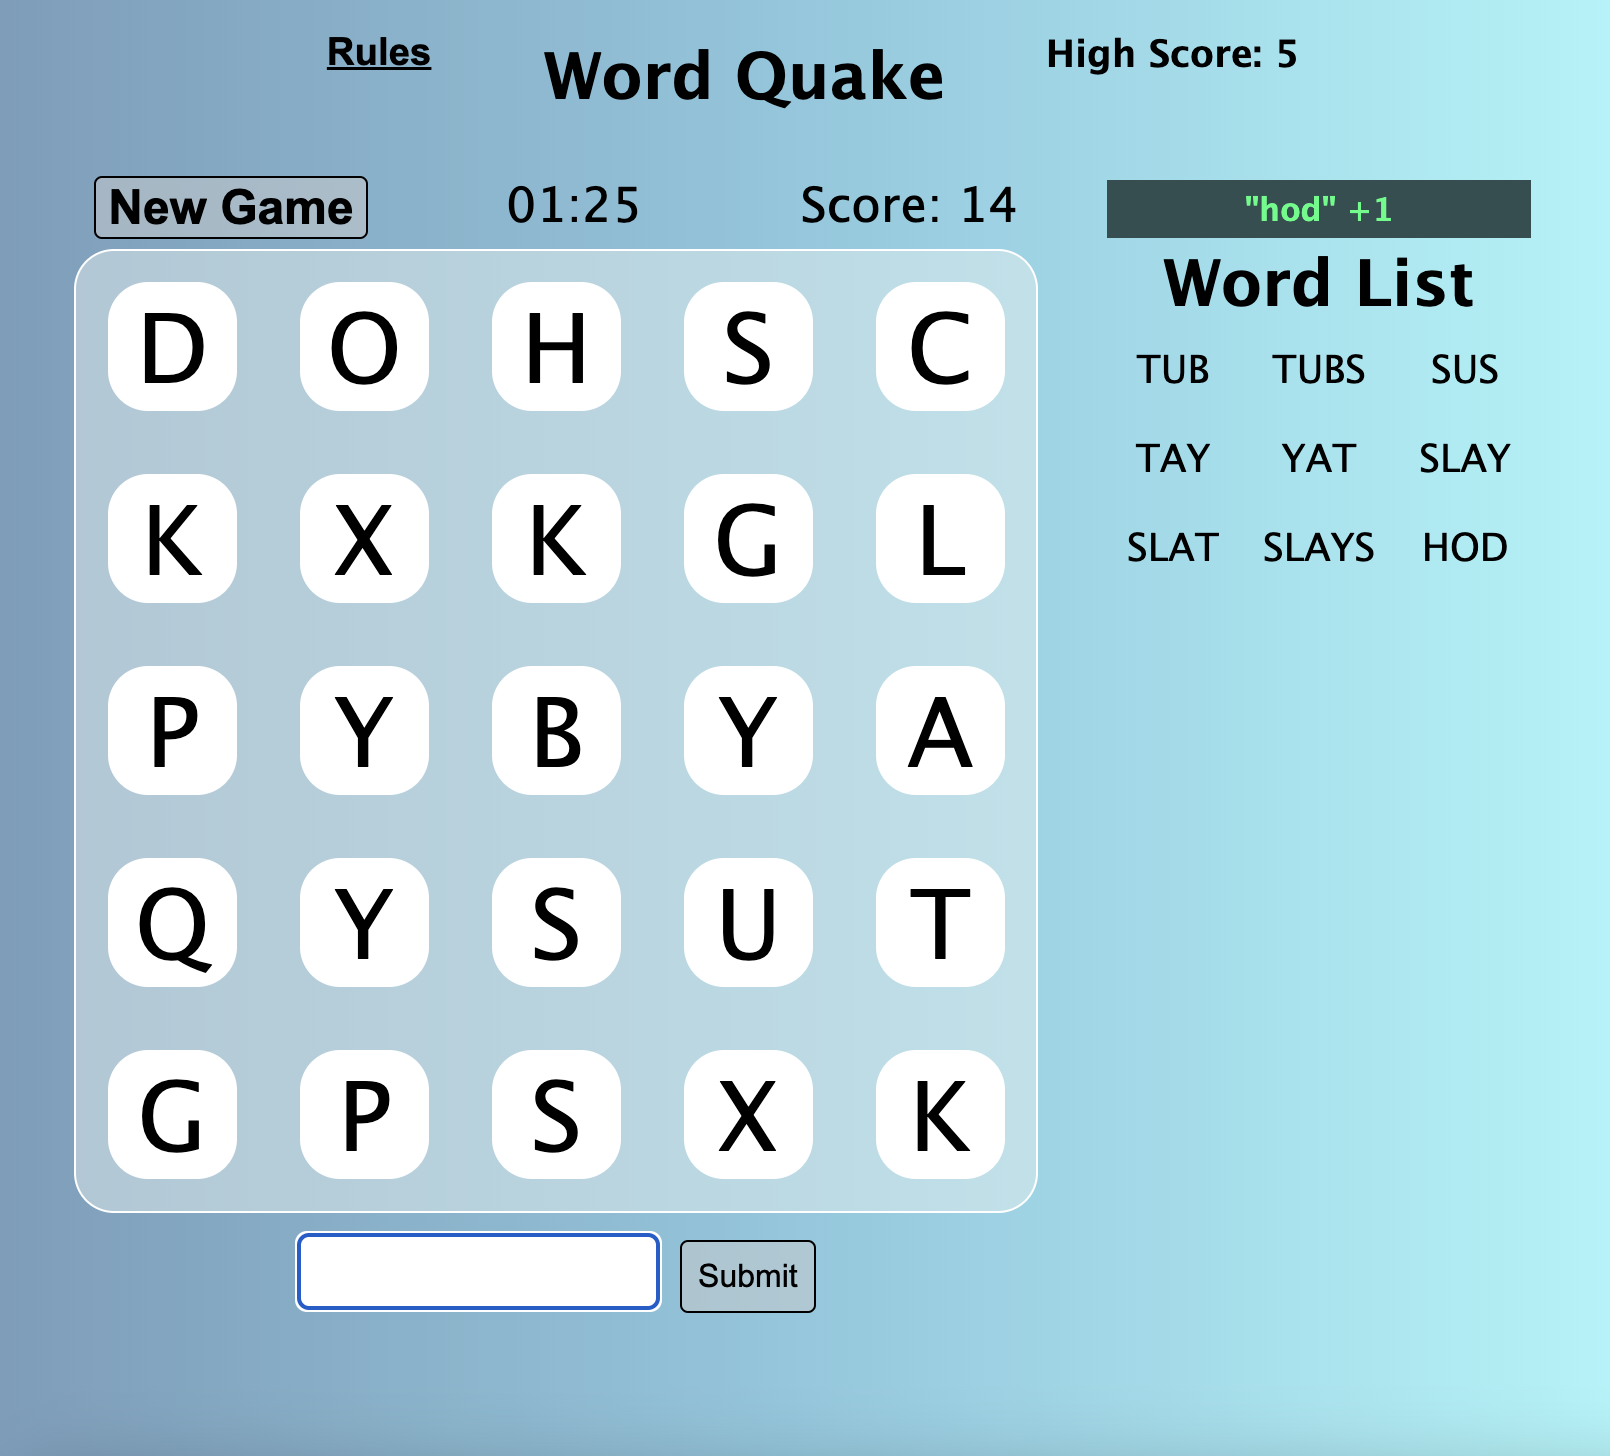 Rules
Word Quake
High Score: 5
New Game
01:25
Score: 14
"hod" +1
D O H S C
K X K G L
P Y B Y A
Q Y S U T
G P S X K
Word List
TUB TUBS SUS
TAY YAT SLAY
SLAT SLAYS HOD
Submit